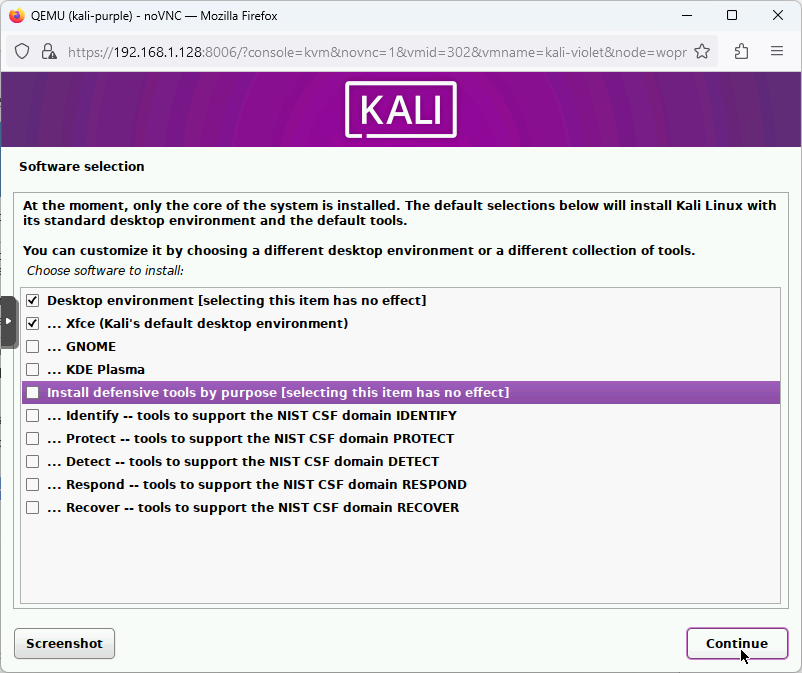 QEMU (kali-purple) - noVNC — Mozilla Firefox
https://192.168.1.128:8006/?console=kvm&novnc=1&vmid=302&vmname=kali-violet&node=wopr
KALI
Software selection
At the moment, only the core of the system is installed. The default selections below will install Kali Linux with
its standard desktop environment and the default tools.
You can customize it by choosing a different desktop environment or a different collection of tools.
Choose software to install:
Desktop environment [selecting this item has no effect]
... Xfce (Kali's default desktop environment)
... GNOME
... KDE Plasma
Install defensive tools by purpose [selecting this item has no effect]
... Identify -- tools to support the NIST CSF domain IDENTIFY
... Protect -- tools to support the NIST CSF domain PROTECT
... Detect -- tools to support the NIST CSF domain DETECT
... Respond -- tools to support the NIST CSF domain RESPOND
... Recover -- tools to support the NIST CSF domain RECOVER
Screenshot
Continue